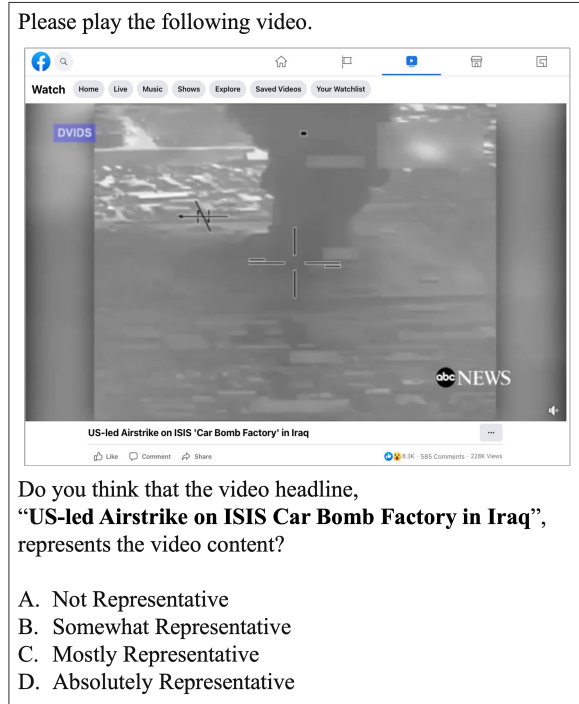 Please play the following video.
Watch Home Live Music Shows Explore Saved Videos Your Watchlist
DVIDS
abc NEWS
US-led Airstrike on ISIS 'Car Bomb Factory' in Iraq
Like Comment Share 8.3K · 585 Comments · 228K Views
Do you think that the video headline,
“US-led Airstrike on ISIS Car Bomb Factory in Iraq”,
represents the video content?
A. Not Representative
B. Somewhat Representative
C. Mostly Representative
D. Absolutely Representative